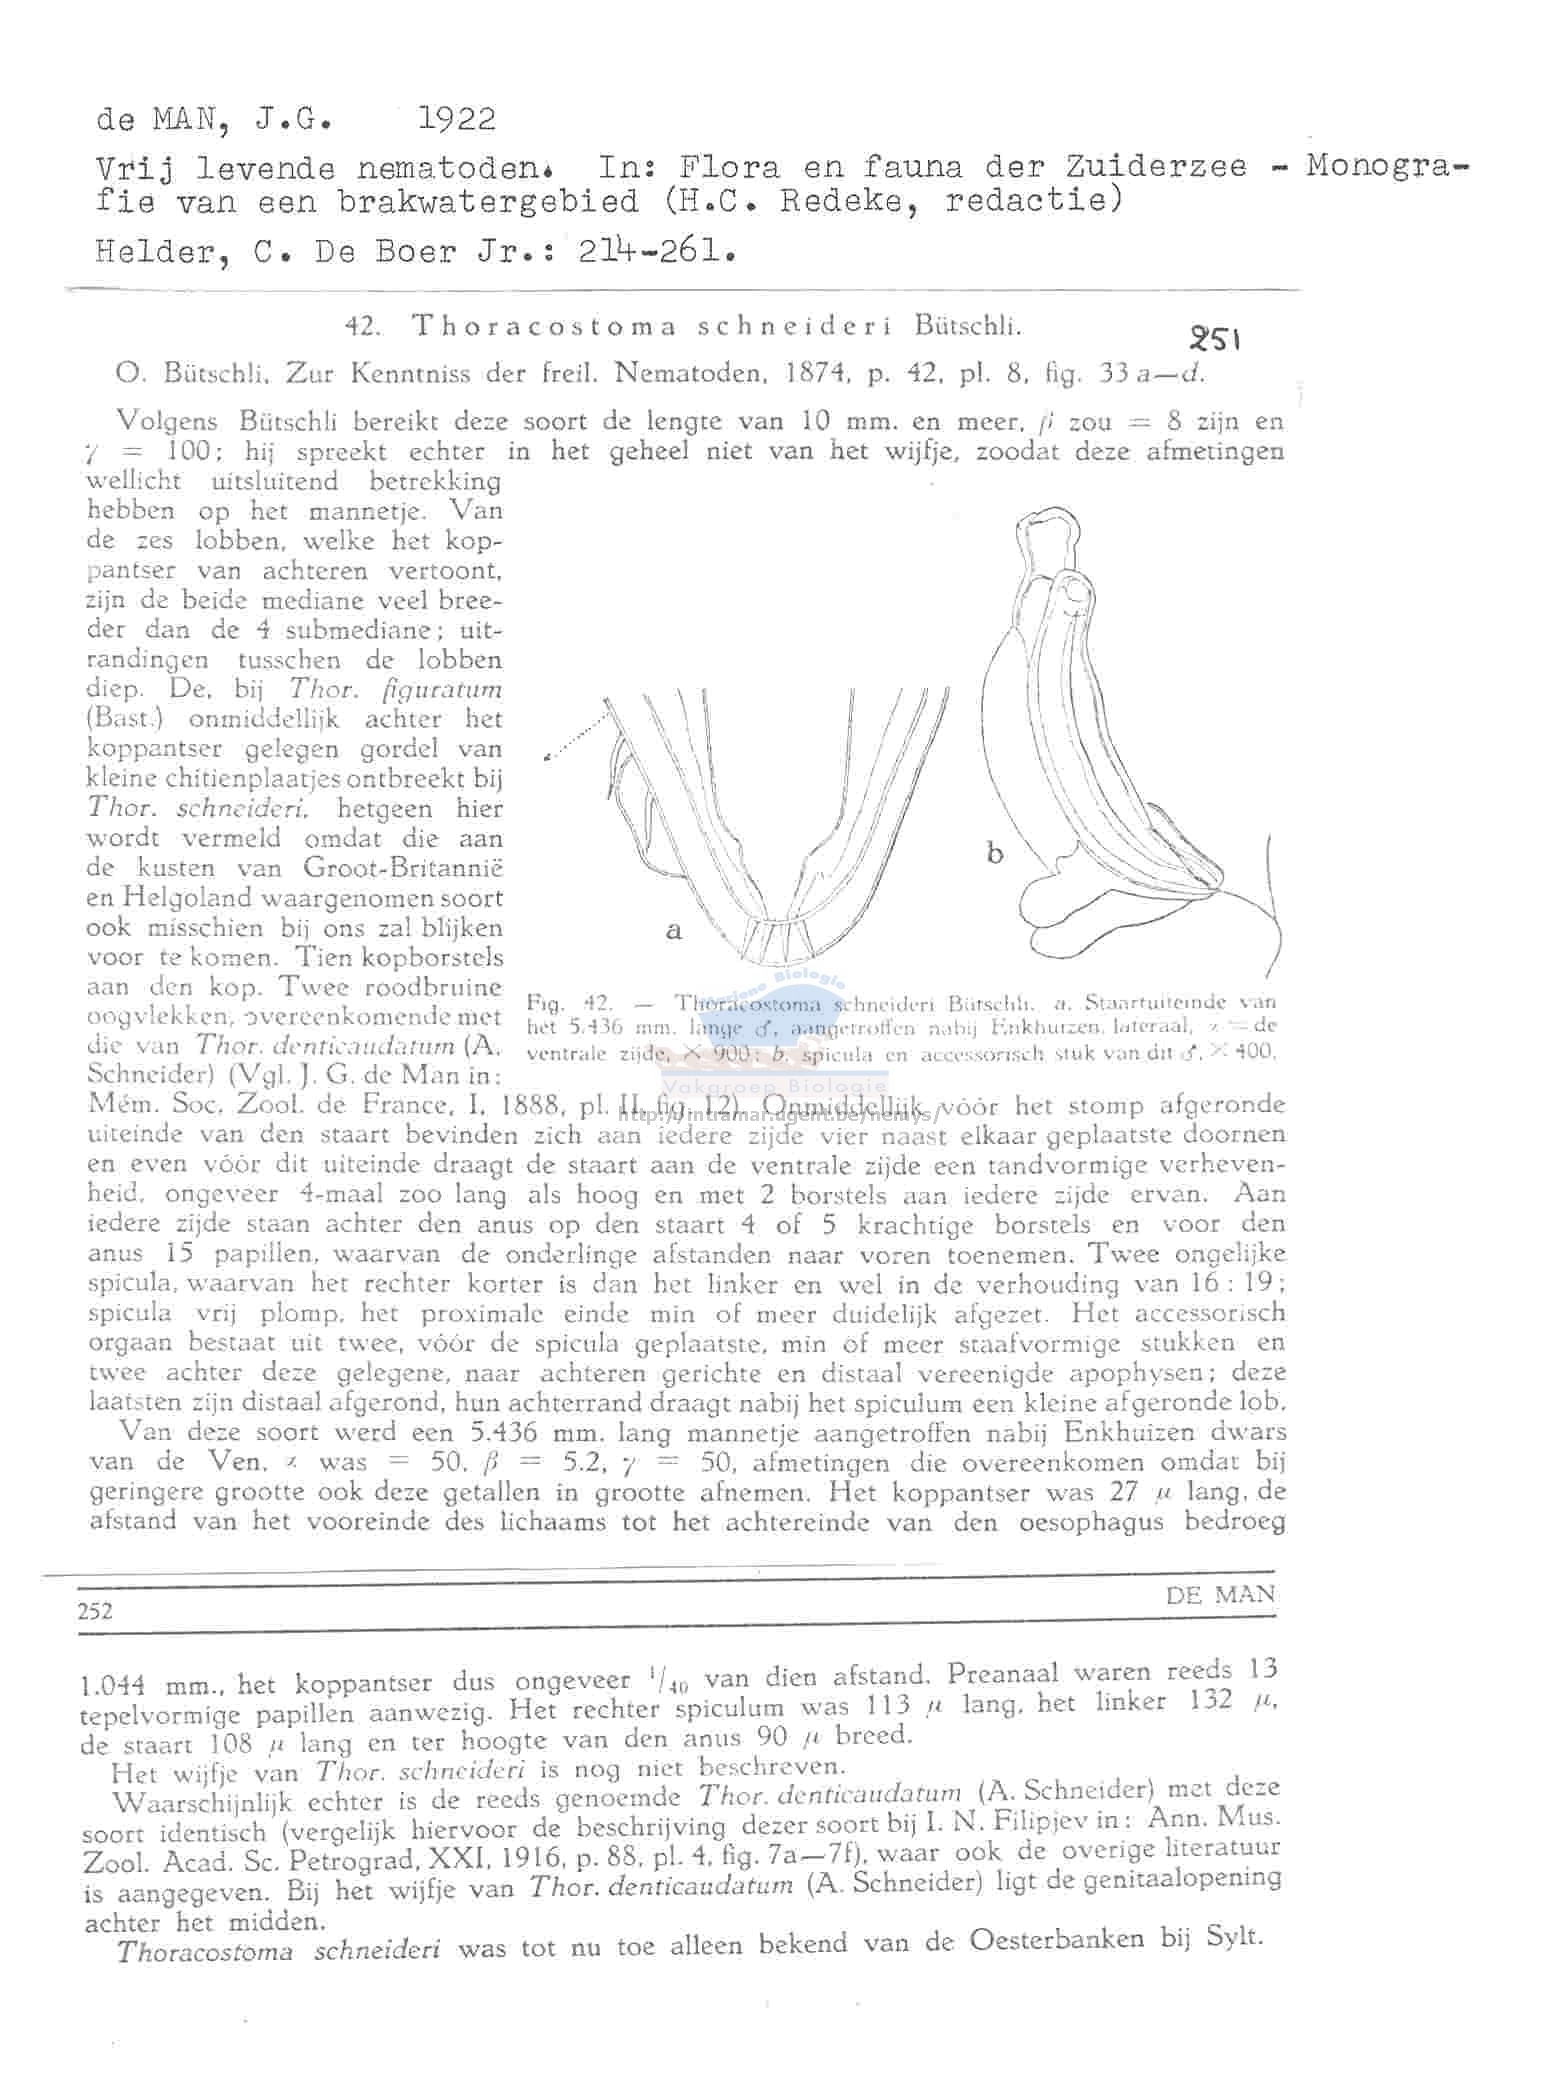 de MAN, J.G. 1922
Vrij levende nematoden. In: Flora en fauna der Zuiderzee - Monogra-
fie van een brakwatergebied (H.C. Redeke, redactie)
Helder, C. De Boer Jr.: 214-261.
42. Thoracostoma schneideri Bütschli.
251
O. Bütschli, Zur Kenntniss der freil. Nematoden, 1874, p. 42, pl. 8, fig. 33 a—d.
Volgens Bütschli bereikt deze soort de lengte van 10 mm. en meer, β zou = 8 zijn en
γ = 100; hij spreekt echter in het geheel niet van het wijfje, zoodat deze afmetingen
wellicht uitsluitend betrekking
hebben op het mannetje. Van
de zes lobben, welke het kop-
pantser van achteren vertoont,
zijn de beide mediane veel bree-
der dan de 4 submediane; uit-
randingen tusschen de lobben
diep. De, bij Thor. figuratum
(Bast.) onmiddellijk achter het
koppantser gelegen gordel van
kleine chitienplaatjes ontbreekt bij
Thor. schneideri, hetgeen hier
wordt vermeld omdat die aan
de kusten van Groot-Britannië
en Helgoland waargenomen soort
ook misschien bij ons zal blijken
voor te komen. Tien kopborstels
aan den kop. Twee roodbruine
oogvlekken, overeenkomende met
die van Thor. denticaudatum (A.
Schneider) (Vgl. J. G. de Man in:
a
b
Fig. 42. — Thoracostoma schneideri Bütschli. a. Staartuiteinde van
het 5.436 mm. lange ♂, aangetroffen nabij Enkhuizen, lateraal, × = de
ventrale zijde, × 900; b. spicula en accessorisch stuk van dit ♂, × 400.
Mariene Biologie
Vakgroep Biologie
http://intramar.ugent.be/nemys/
Mém. Soc. Zool. de France, I, 1888, pl. II, fig. 12). Onmiddellijk vóór het stomp afgeronde
uiteinde van den staart bevinden zich aan iedere zijde vier naast elkaar geplaatste doornen
en even vóór dit uiteinde draagt de staart aan de ventrale zijde een tandvormige verheven-
heid, ongeveer 4-maal zoo lang als hoog en met 2 borstels aan iedere zijde ervan. Aan
iedere zijde staan achter den anus op den staart 4 of 5 krachtige borstels en voor den
anus 15 papillen, waarvan de onderlinge afstanden naar voren toenemen. Twee ongelijke
spicula, waarvan het rechter korter is dan het linker en wel in de verhouding van 16 : 19;
spicula vrij plomp, het proximale einde min of meer duidelijk afgezet. Het accessorisch
orgaan bestaat uit twee, vóór de spicula geplaatste, min of meer staafvormige stukken en
twee achter deze gelegene, naar achteren gerichte en distaal vereenigde apophysen; deze
laatsten zijn distaal afgerond, hun achterrand draagt nabij het spiculum een kleine afgeronde lob.
Van deze soort werd een 5.436 mm. lang mannetje aangetroffen nabij Enkhuizen dwars
van de Ven, α was = 50, β = 5.2, γ = 50, afmetingen die overeenkomen omdat bij
geringere grootte ook deze getallen in grootte afnemen. Het koppantser was 27 μ lang, de
afstand van het vooreinde des lichaams tot het achtereinde van den oesophagus bedroeg
252
DE MAN
1.044 mm., het koppantser dus ongeveer 1/40 van dien afstand. Preanaal waren reeds 13
tepelvormige papillen aanwezig. Het rechter spiculum was 113 μ lang, het linker 132 μ,
de staart 108 μ lang en ter hoogte van den anus 90 μ breed.
Het wijfje van Thor. schneideri is nog niet beschreven.
Waarschijnlijk echter is de reeds genoemde Thor. denticaudatum (A. Schneider) met deze
soort identisch (vergelijk hiervoor de beschrijving dezer soort bij I. N. Filipjev in: Ann. Mus.
Zool. Acad. Sc. Petrograd, XXI, 1916, p. 88, pl. 4, fig. 7a—7f), waar ook de overige literatuur
is aangegeven. Bij het wijfje van Thor. denticaudatum (A. Schneider) ligt de genitaalopening
achter het midden.
Thoracostoma schneideri was tot nu toe alleen bekend van de Oesterbanken bij Sylt.